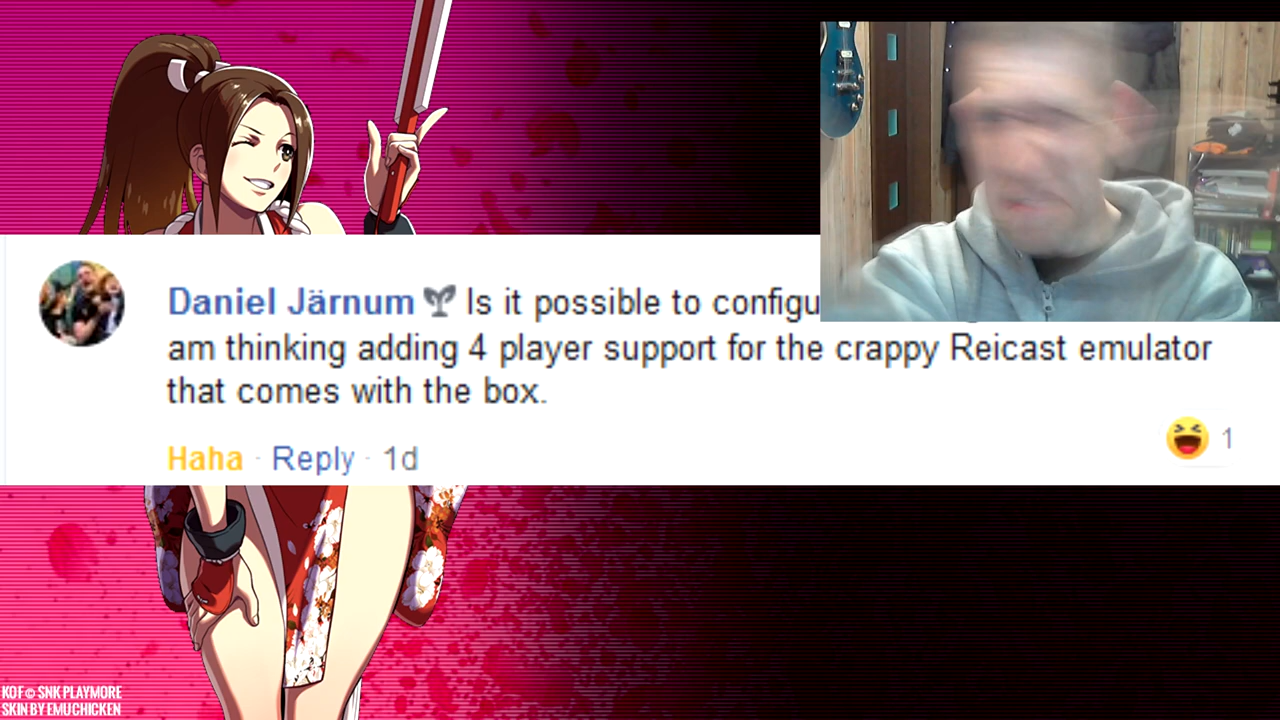 Daniel Järnum Is it possible to configu
am thinking adding 4 player support for the crappy Reicast emulator
that comes with the box.
Haha · Reply · 1d
1
KOF © SNK PLAYMORE
SKIN BY EMUCHICKEN